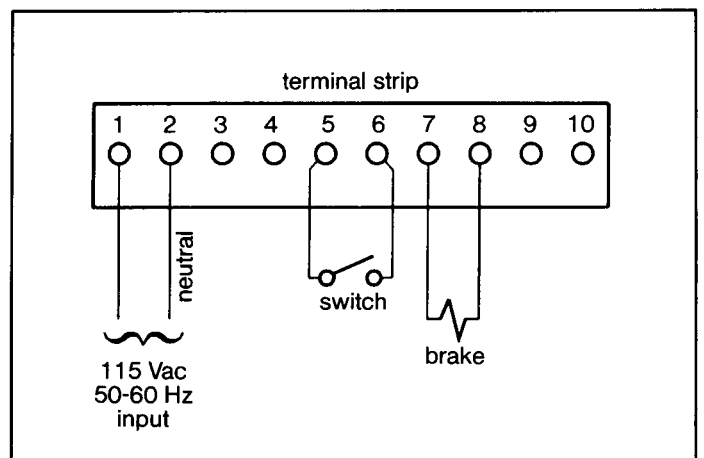 terminal strip
1 2 3 4 5 6 7 8 9 10
neutral
switch
brake
115 Vac
50-60 Hz
input